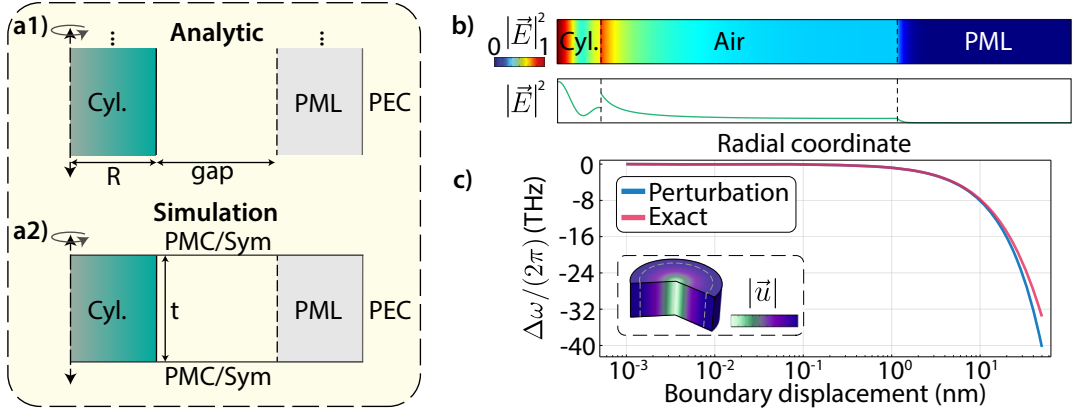 a1)
Analytic
Cyl.
PML
PEC
R
gap
Simulation
a2)
PMC/Sym
Cyl.
t
PML
PEC
PMC/Sym
b)
|E⃗|²
0 1
Cyl.
Air
PML
|E⃗|²
Radial coordinate
c)
Δω/(2π) (THz)
0
-8
-16
-24
-32
-40
Perturbation
Exact
|u⃗|
10⁻³ 10⁻² 10⁻¹ 10⁰ 10¹
Boundary displacement (nm)